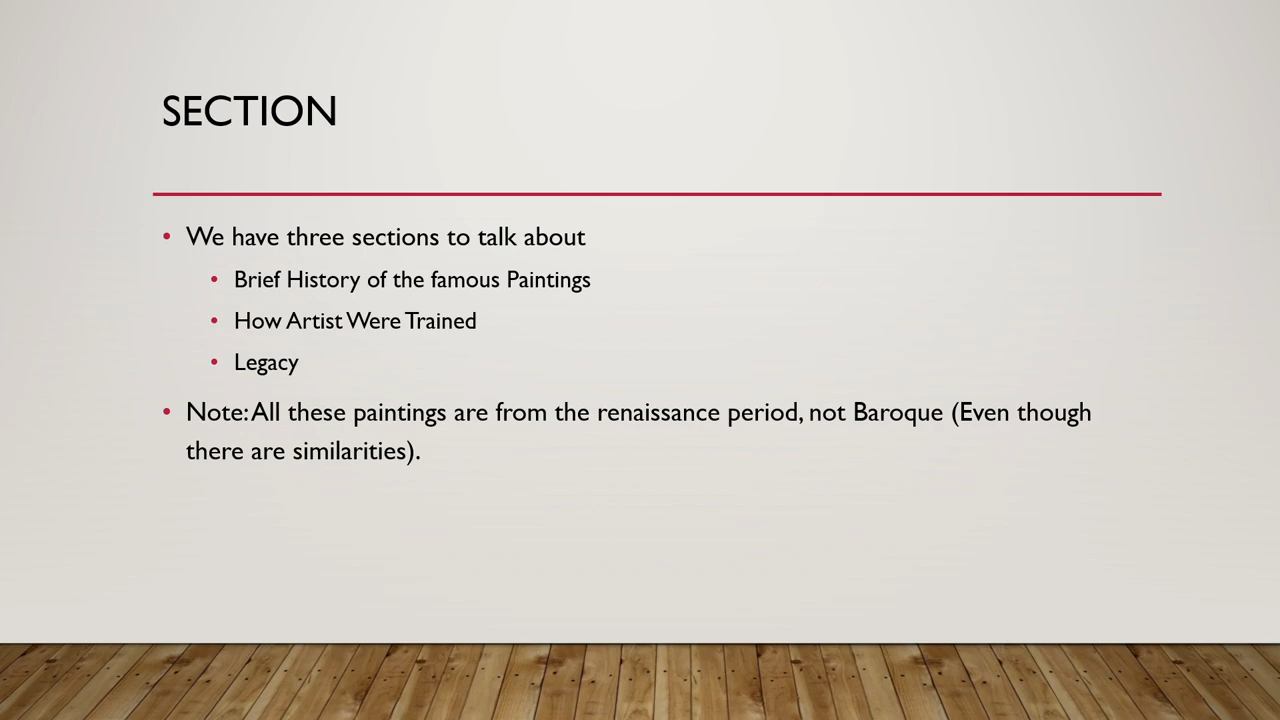 SECTION
• We have three sections to talk about
• Brief History of the famous Paintings
• How Artist Were Trained
• Legacy
• Note: All these paintings are from the renaissance period, not Baroque (Even though
there are similarities).